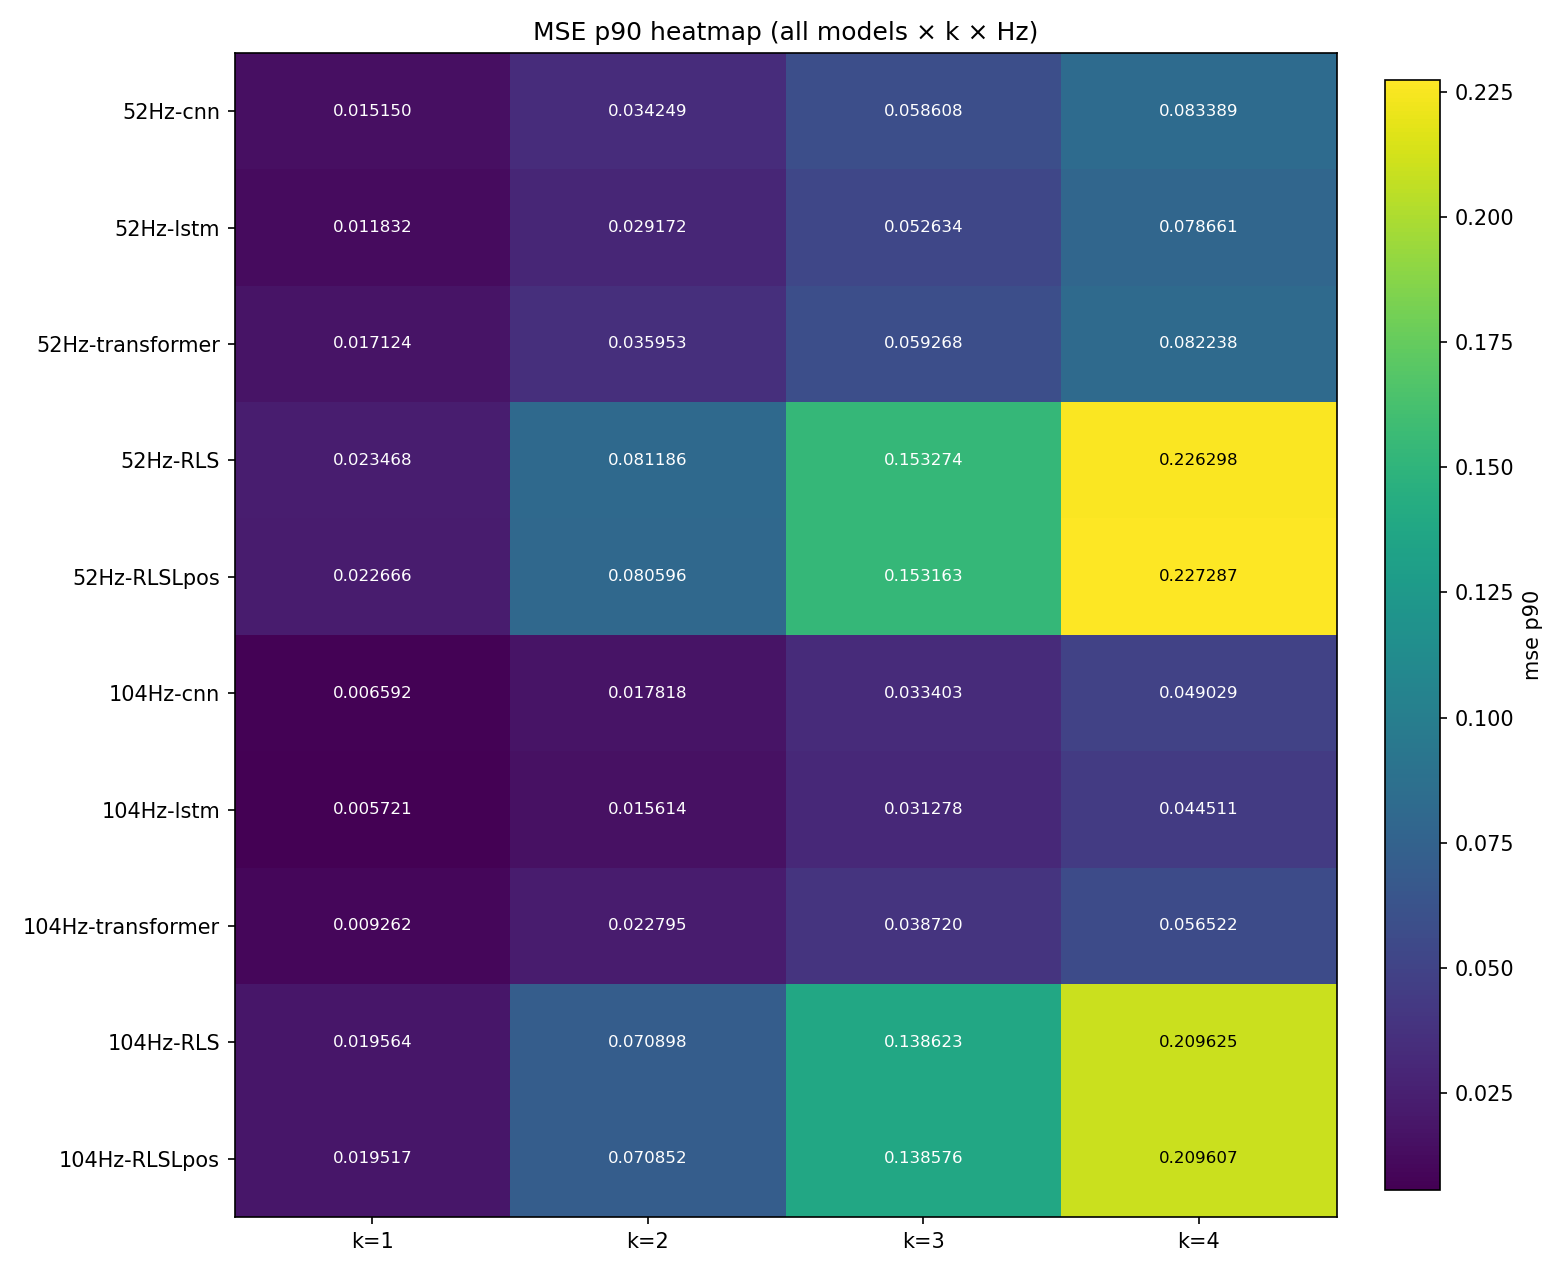 MSE p90 heatmap (all models × k × Hz)
52Hz-cnn 0.015150 0.034249 0.058608 0.083389
52Hz-lstm 0.011832 0.029172 0.052634 0.078661
52Hz-transformer 0.017124 0.035953 0.059268 0.082238
52Hz-RLS 0.023468 0.081186 0.153274 0.226298
52Hz-RLSLpos 0.022666 0.080596 0.153163 0.227287
104Hz-cnn 0.006592 0.017818 0.033403 0.049029
104Hz-lstm 0.005721 0.015614 0.031278 0.044511
104Hz-transformer 0.009262 0.022795 0.038720 0.056522
104Hz-RLS 0.019564 0.070898 0.138623 0.209625
104Hz-RLSLpos 0.019517 0.070852 0.138576 0.209607
k=1 k=2 k=3 k=4
0.225
0.200
0.175
0.150
0.125
0.100
0.075
0.050
0.025
mse p90